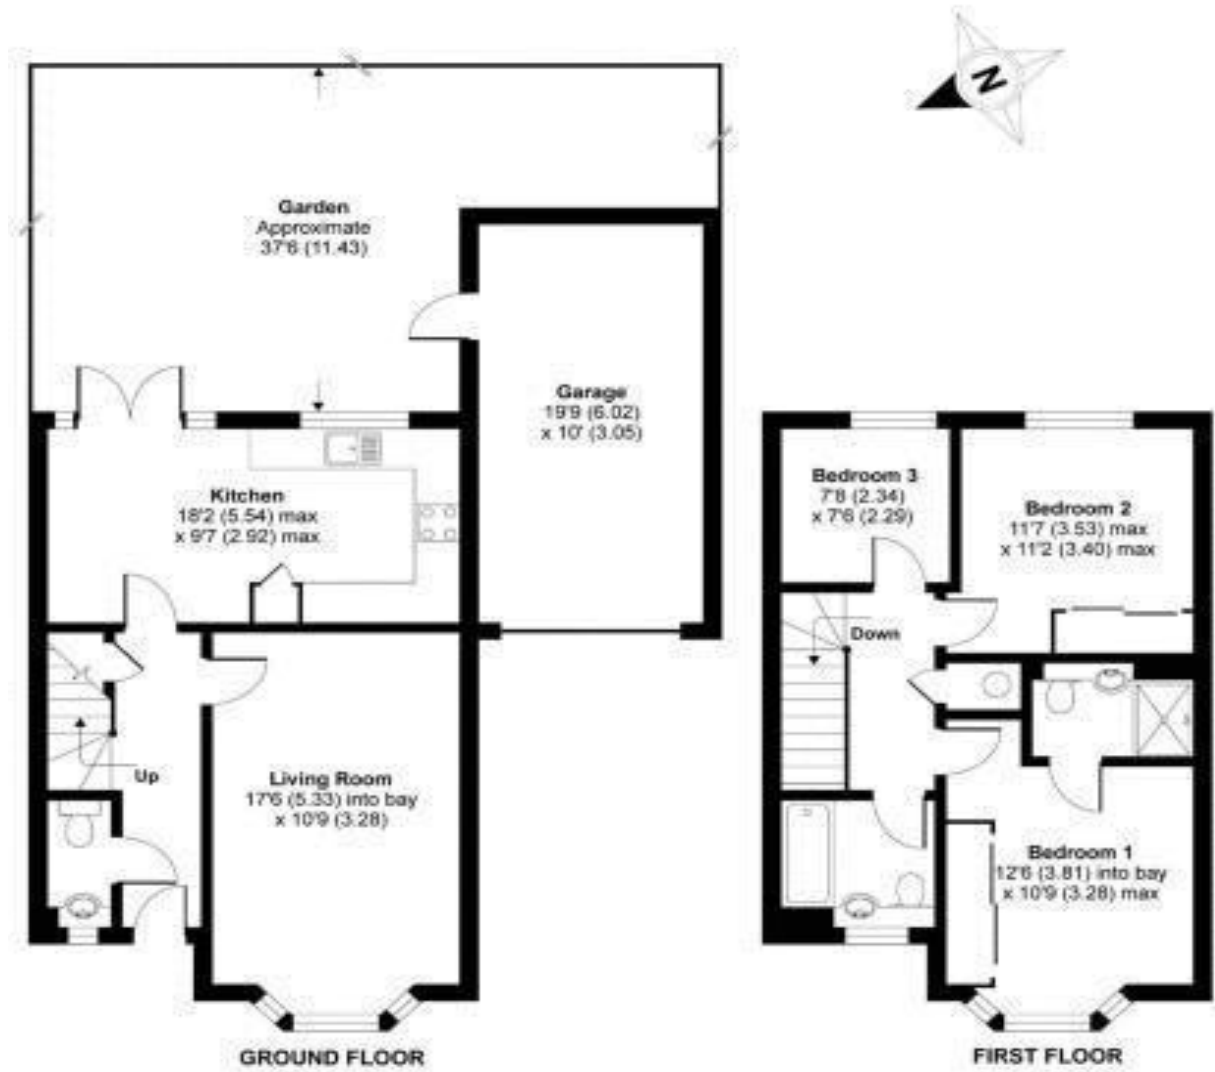 N
Garden
Approximate
37'6 (11.43)
Garage
19'9 (6.02)
x 10' (3.05)
Kitchen
18'2 (5.54) max
x 9'7 (2.92) max
Up
Living Room
17'6 (5.33) into bay
x 10'9 (3.28)
GROUND FLOOR
Bedroom 3
7'8 (2.34)
x 7'6 (2.29)
Bedroom 2
11'7 (3.53) max
x 11'2 (3.40) max
Down
Bedroom 1
12'6 (3.81) into bay
x 10'9 (3.28) max
FIRST FLOOR